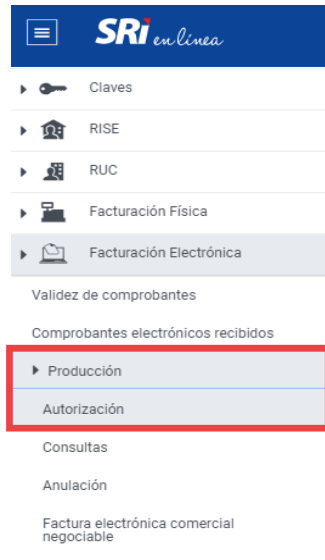 SRi en línea
Claves
RISE
RUC
Facturación Física
Facturación Electrónica
Validez de comprobantes
Comprobantes electrónicos recibidos
Producción
Autorización
Consultas
Anulación
Factura electrónica comercial
negociable